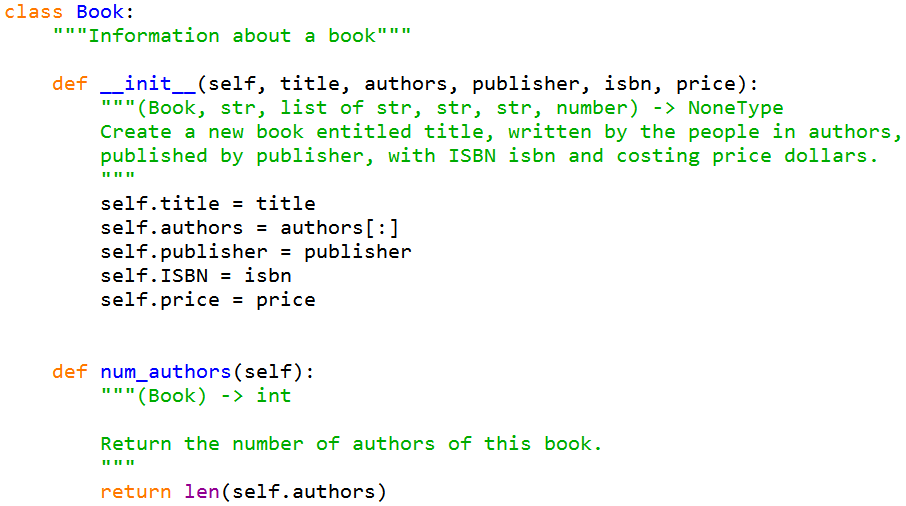 class Book:
    """Information about a book"""

    def __init__(self, title, authors, publisher, isbn, price):
        """(Book, str, list of str, str, str, number) -> NoneType
        Create a new book entitled title, written by the people in authors,
        published by publisher, with ISBN isbn and costing price dollars.
        """
        self.title = title
        self.authors = authors[:]
        self.publisher = publisher
        self.ISBN = isbn
        self.price = price


    def num_authors(self):
        """(Book) -> int

        Return the number of authors of this book.
        """
        return len(self.authors)